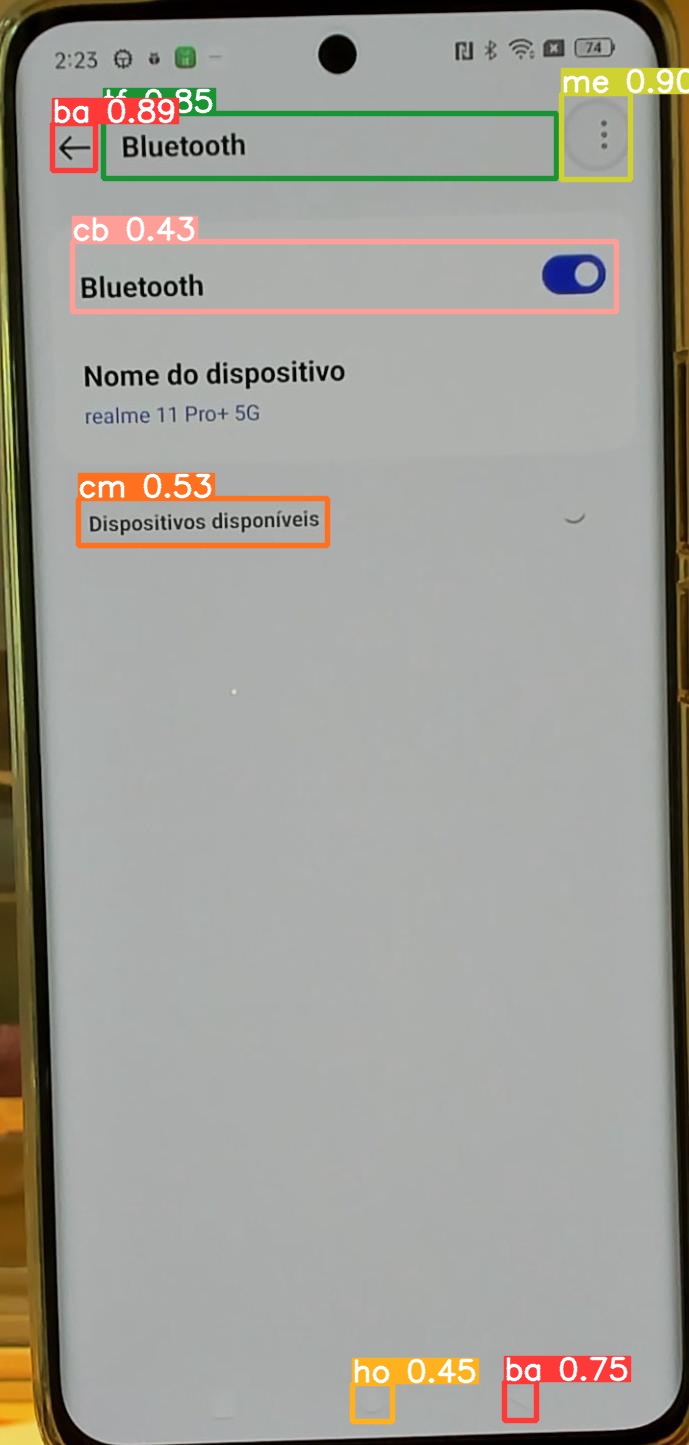 2:23
74
me 0.90
ba 0.89
tf 0.85
Bluetooth
cb 0.43
Bluetooth
Nome do dispositivo
realme 11 Pro+ 5G
cm 0.53
Dispositivos disponíveis
ho 0.45
ba 0.75